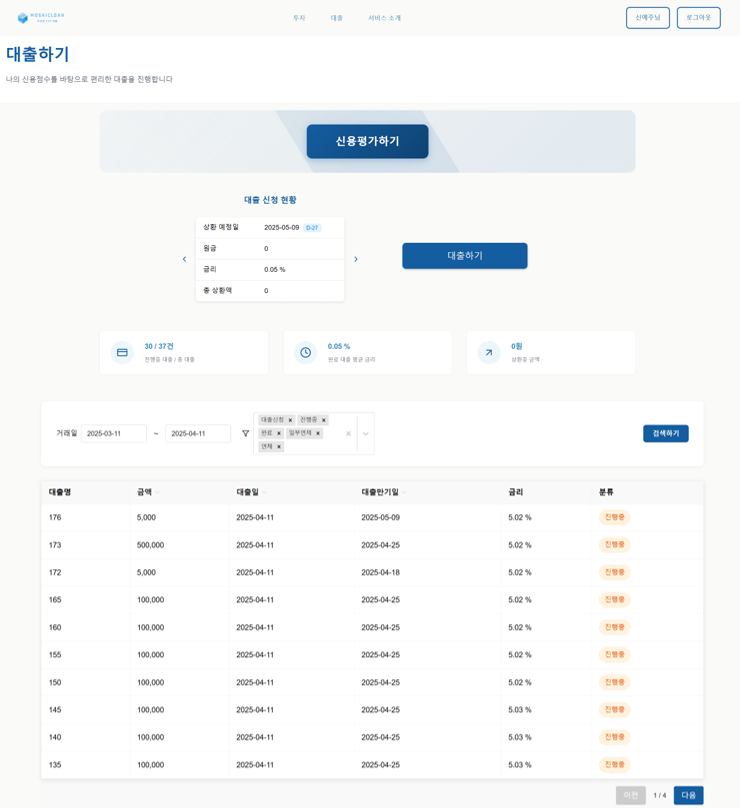 MOSAICLOAN
투자 대출 서비스 소개
신예주님 로그아웃
대출하기
나의 신용점수를 바탕으로 편리한 대출을 진행합니다
신용평가하기
대출 신청 현황
상환 예정일 2025-05-09 D-27
원금 0
금리 0.05 %
총 상환액 0
대출하기
30 / 37건
진행중 대출 / 총 대출
0.05 %
완료 대출 평균 금리
0원
상환중 금액
거래일 2025-03-11 ~ 2025-04-11
대출신청 × 진행중 ×
완료 × 일부연체 ×
연체 ×
검색하기
대출명 금액 대출일 대출만기일 금리 분류
176 5,000 2025-04-11 2025-05-09 5.02 % 진행중
173 500,000 2025-04-11 2025-04-25 5.02 % 진행중
172 5,000 2025-04-11 2025-04-18 5.02 % 진행중
165 100,000 2025-04-11 2025-04-25 5.02 % 진행중
160 100,000 2025-04-11 2025-04-25 5.02 % 진행중
155 100,000 2025-04-11 2025-04-25 5.02 % 진행중
150 100,000 2025-04-11 2025-04-25 5.02 % 진행중
145 100,000 2025-04-11 2025-04-25 5.03 % 진행중
140 100,000 2025-04-11 2025-04-25 5.03 % 진행중
135 100,000 2025-04-11 2025-04-25 5.03 % 진행중
이전 1 / 4 다음